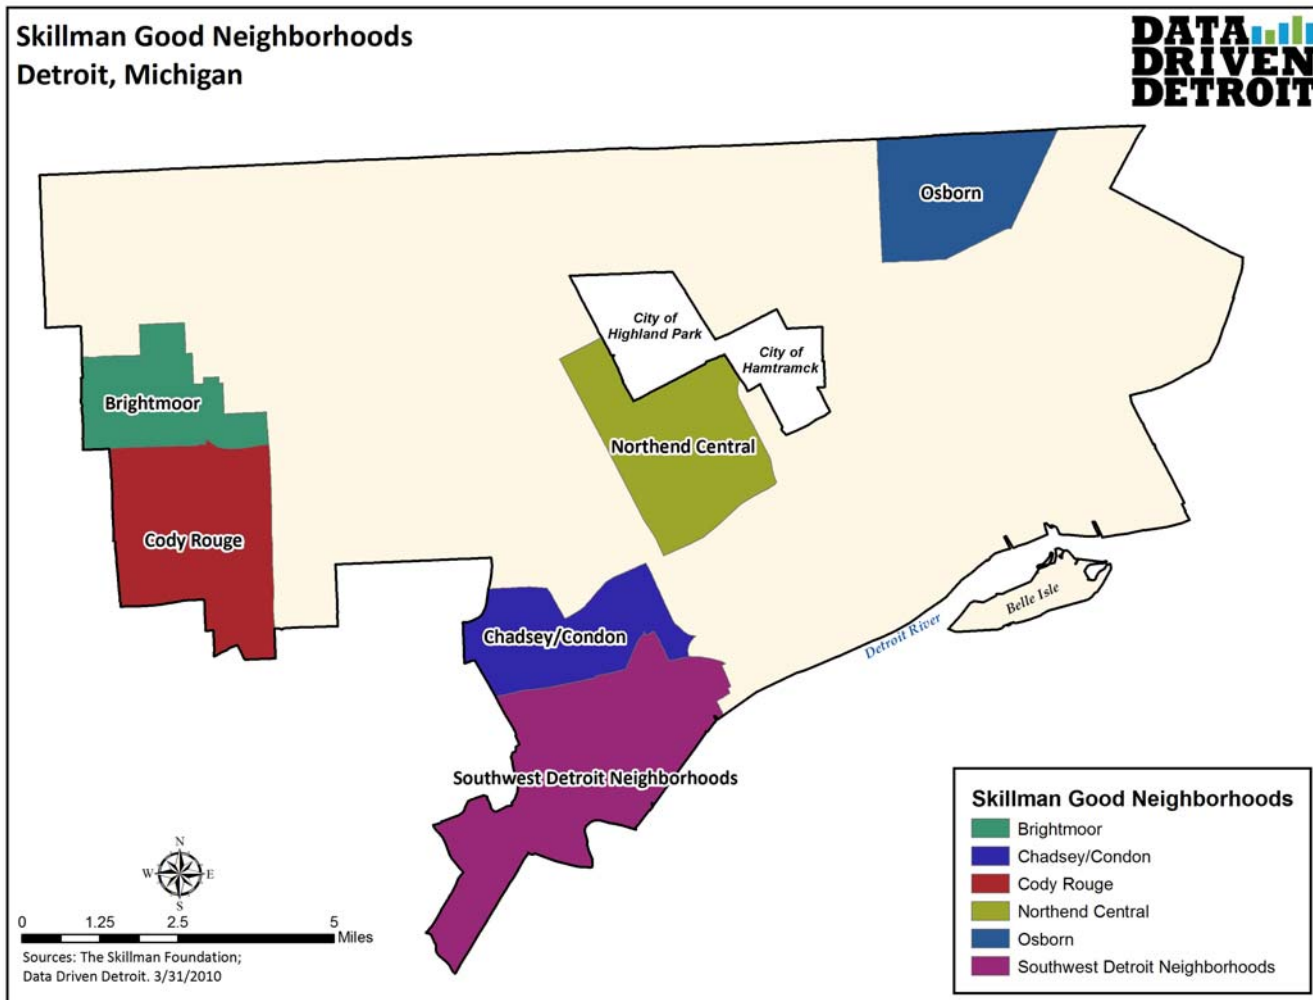 Skillman Good Neighborhoods
Detroit, Michigan
DATA
DRIVEN
DETROIT
Osborn
City of
Highland Park
City of
Hamtramck
Brightmoor
Northend Central
Cody Rouge
Belle Isle
Detroit River
Chadsey/Condon
Southwest Detroit Neighborhoods
Skillman Good Neighborhoods
Brightmoor
Chadsey/Condon
Cody Rouge
Northend Central
Osborn
Southwest Detroit Neighborhoods
N
W E
S
0 1.25 2.5 5
Miles
Sources: The Skillman Foundation;
Data Driven Detroit. 3/31/2010